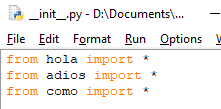 __init__.py - D:\Documents\
File Edit Format Run Options
from hola import *
from adios import *
from como import *